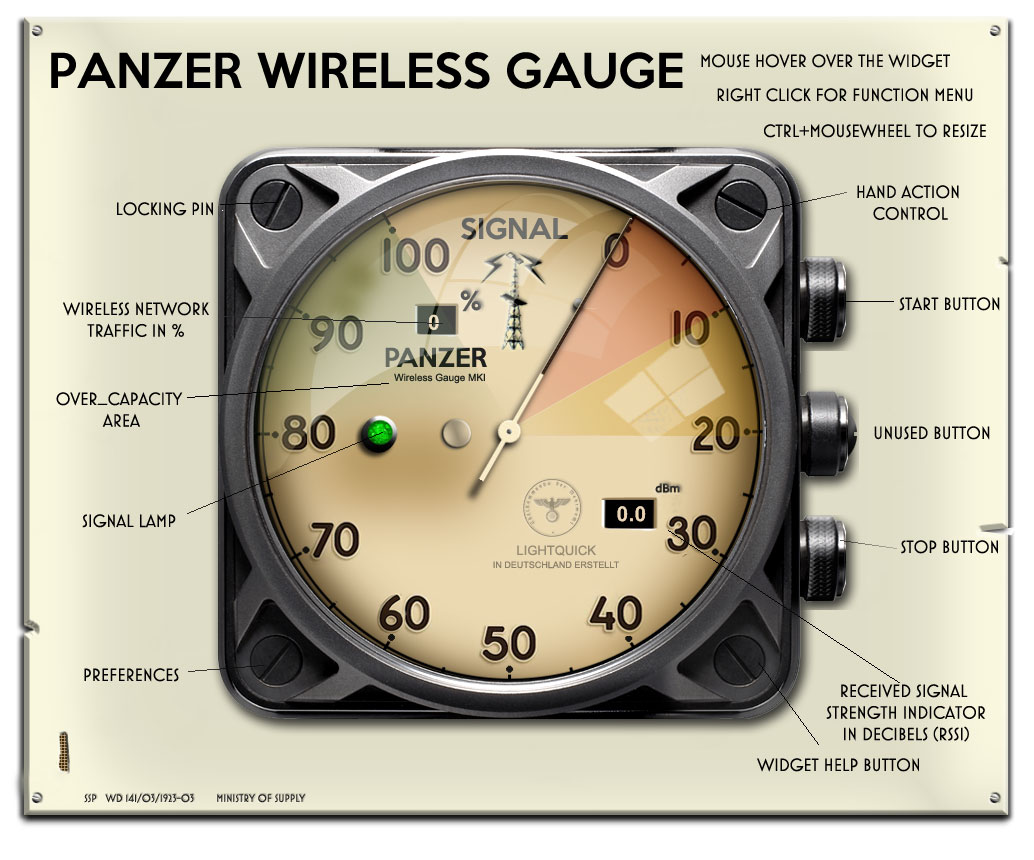 PANZER WIRELESS GAUGE
MOUSE HOVER OVER THE WIDGET
RIGHT CLICK FOR FUNCTION MENU
CTRL+MOUSEWHEEL TO RESIZE
LOCKING PIN
HAND ACTION
CONTROL
SIGNAL
100
0
WIRELESS NETWORK
TRAFFIC IN %
90
0
%
10
START BUTTON
PANZER
Wireless Gauge MKI
OVER_CAPACITY
AREA
80
20
UNUSED BUTTON
SIGNAL LAMP
dBm
0.0
70
30
STOP BUTTON
LIGHTQUICK
IN DEUTSCHLAND ERSTELLT
60
40
50
PREFERENCES
RECEIVED SIGNAL
STRENGTH INDICATOR
IN DECIBELS (RSSI)
WIDGET HELP BUTTON
SSP WD 141/03/1923-03 MINISTRY OF SUPPLY